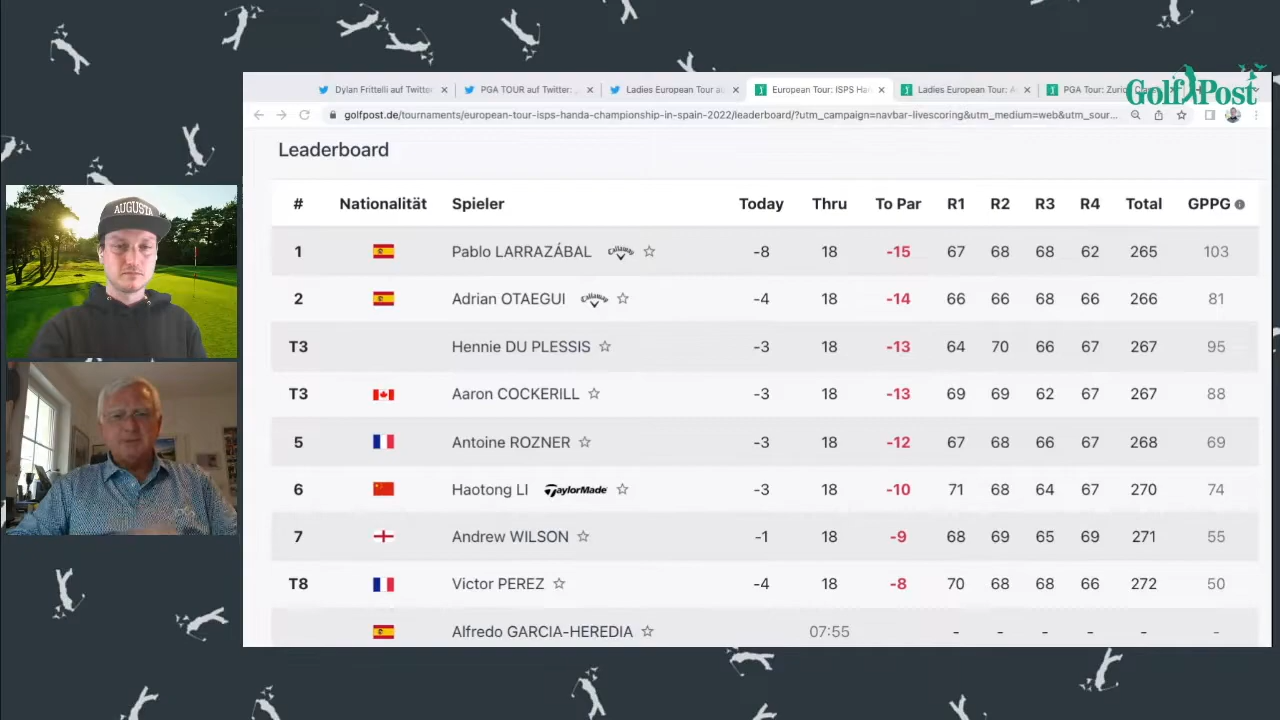 Dylan Frittelli auf Twitter
PGA TOUR auf Twitter: „
Ladies European Tour au
European Tour: ISPS Ha
Ladies European Tour: A
PGA Tour: Zuri
Golf Post
golfpost.de/tournaments/european-tour-isps-handa-championship-in-spain-2022/leaderboard/?utm_campaign=navbar-livescoring&utm_medium=web&utm_sour...
Leaderboard
# Nationalität Spieler Today Thru To Par R1 R2 R3 R4 Total GPPG
1 Pablo LARRAZÁBAL Callaway -8 18 -15 67 68 68 62 265 103
2 Adrian OTAEGUI Callaway -4 18 -14 66 66 68 66 266 81
T3 Hennie DU PLESSIS -3 18 -13 64 70 66 67 267 95
T3 Aaron COCKERILL -3 18 -13 69 69 62 67 267 88
5 Antoine ROZNER -3 18 -12 67 68 66 67 268 69
6 Haotong LI TaylorMade -3 18 -10 71 68 64 67 270 74
7 Andrew WILSON -1 18 -9 68 69 65 69 271 55
T8 Victor PEREZ -4 18 -8 70 68 68 66 272 50
Alfredo GARCIA-HEREDIA 07:55 - - - - - -
AUGUSTA